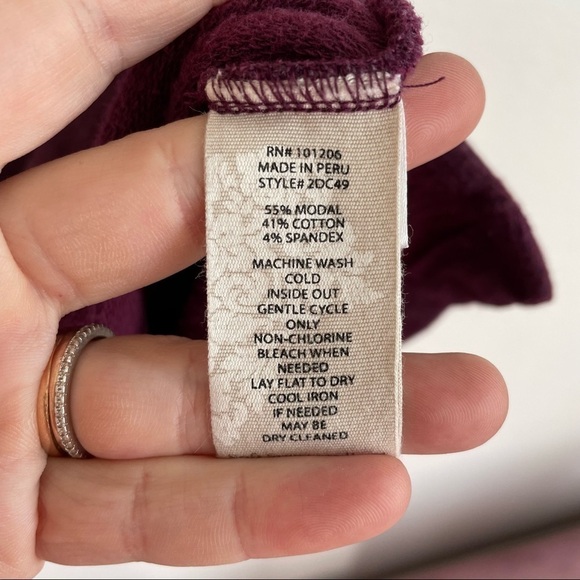 RN# 101206
MADE IN PERU
STYLE# 2DC49
55% MODAL
41% COTTON
4% SPANDEX
MACHINE WASH
COLD
INSIDE OUT
GENTLE CYCLE
ONLY
NON-CHLORINE
BLEACH WHEN
NEEDED
LAY FLAT TO DRY
COOL IRON
IF NEEDED
MAY BE
DRY CLEANED